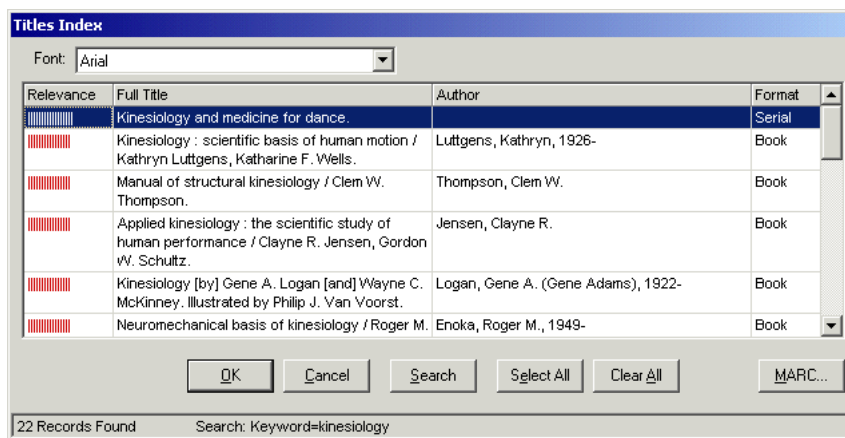 Titles Index
Font: Arial
Relevance Full Title Author Format
Kinesiology and medicine for dance. Serial
Kinesiology : scientific basis of human motion / Luttgens, Kathryn, 1926- Book
Kathryn Luttgens, Katharine F. Wells.
Manual of structural kinesiology / Clem W. Thompson, Clem W. Book
Thompson.
Applied kinesiology : the scientific study of Jensen, Clayne R. Book
human performance / Clayne R. Jensen, Gordon
W. Schultz.
Kinesiology [by] Gene A. Logan [and] Wayne C. Logan, Gene A. (Gene Adams), 1922- Book
McKinney. Illustrated by Philip J. Van Voorst.
Neuromechanical basis of kinesiology / Roger M. Enoka, Roger M., 1949- Book
OK Cancel Search Select All Clear All MARC...
22 Records Found Search: Keyword=kinesiology